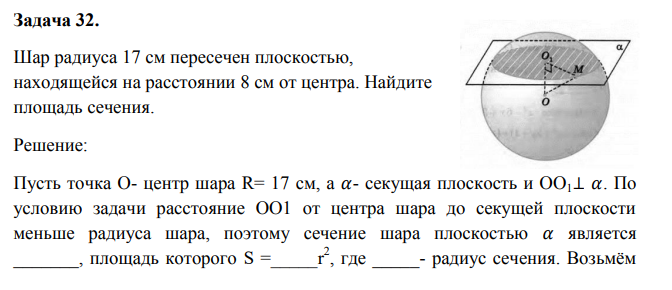 Задача 32.
Шар радиуса 17 см пересечен плоскостью,
находящейся на расстоянии 8 см от центра. Найдите
площадь сечения.
α
O₁
M
O
Решение:
Пусть точка О- центр шара R= 17 см, а 𝛼- секущая плоскость и ОО₁⊥ 𝛼. По
условию задачи расстояние ОО1 от центра шара до секущей плоскости
меньше радиуса шара, поэтому сечение шара плоскостью 𝛼 является
_______, площадь которого S =_____r², где _____- радиус сечения. Возьмём